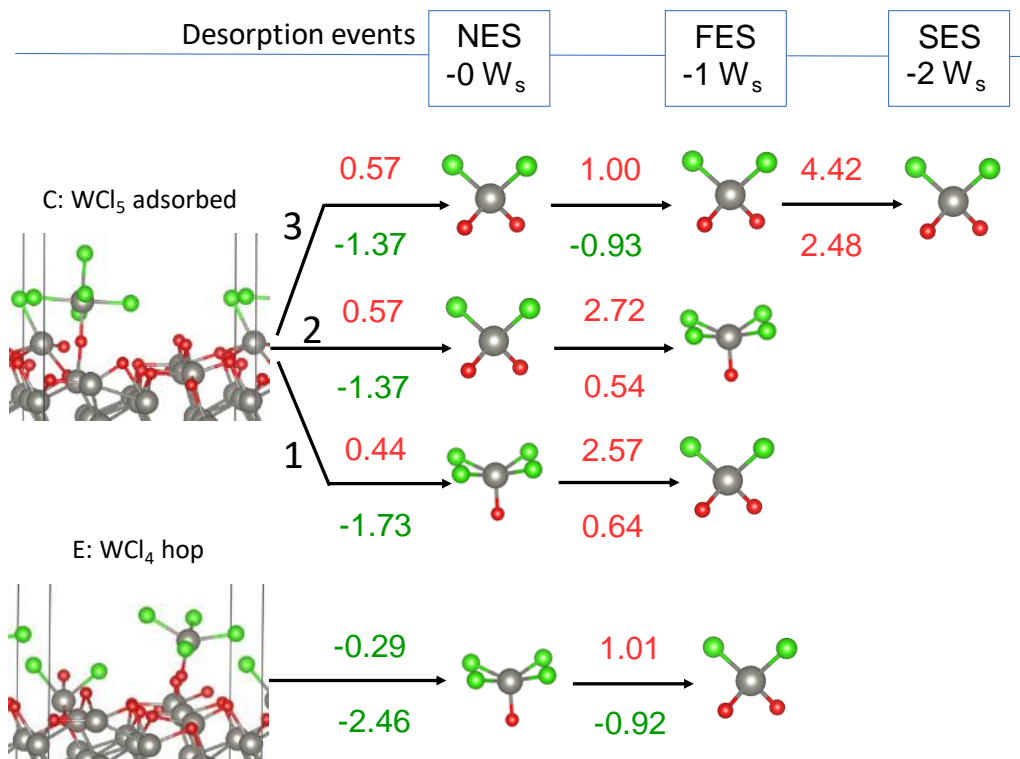 Desorption events
NES
-0 Ws
FES
-1 Ws
SES
-2 Ws
C: WCl5 adsorbed
3
0.57
-1.37
1.00
-0.93
4.42
2.48
2
0.57
-1.37
2.72
0.54
1
0.44
-1.73
2.57
0.64
E: WCl4 hop
-0.29
-2.46
1.01
-0.92